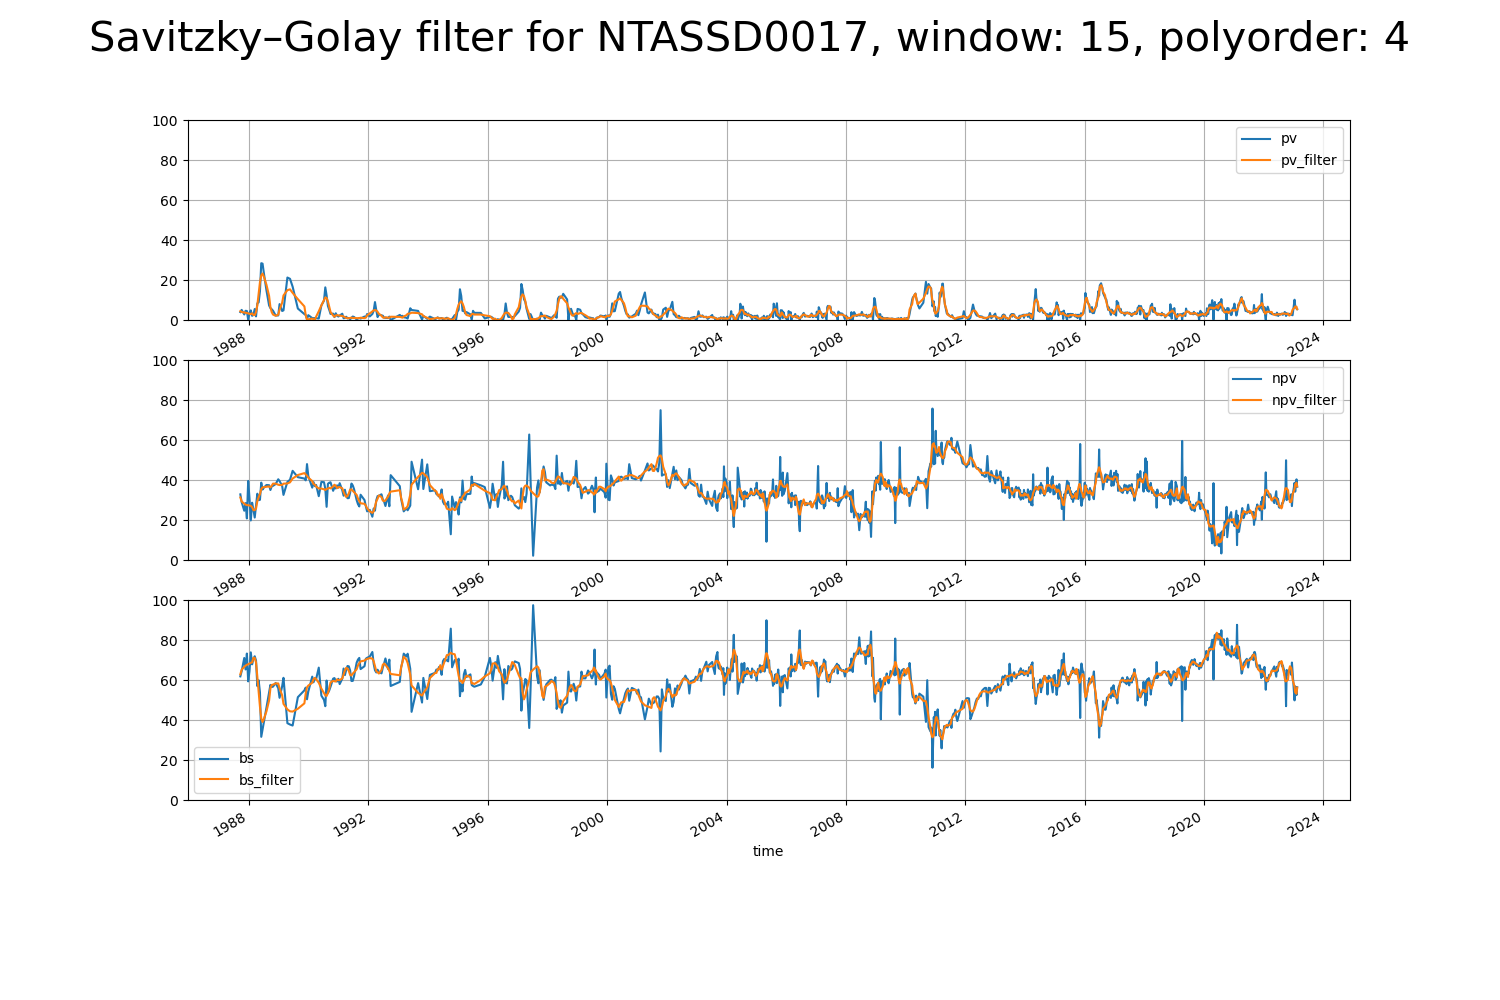 Savitzky–Golay filter for NTASSD0017, window: 15, polyorder: 4
100
80
60
40
20
0
pv
pv_filter
1988 1992 1996 2000 2004 2008 2012 2016 2020 2024
100
80
60
40
20
0
npv
npv_filter
1988 1992 1996 2000 2004 2008 2012 2016 2020 2024
100
80
60
40
20
0
bs
bs_filter
1988 1992 1996 2000 2004 2008 2012 2016 2020 2024
time